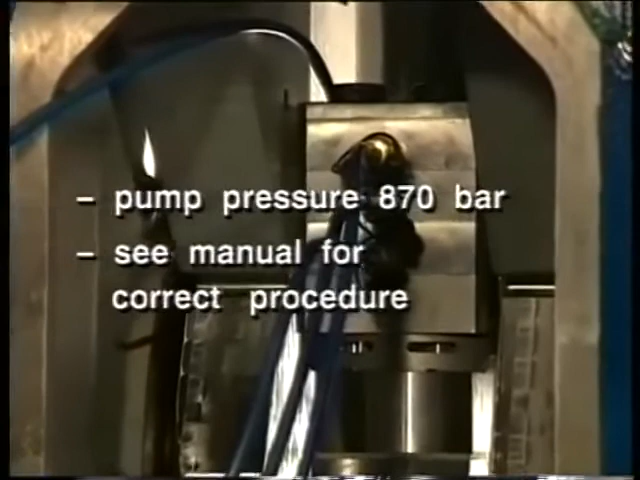 – pump pressure 870 bar
– see manual for
correct procedure